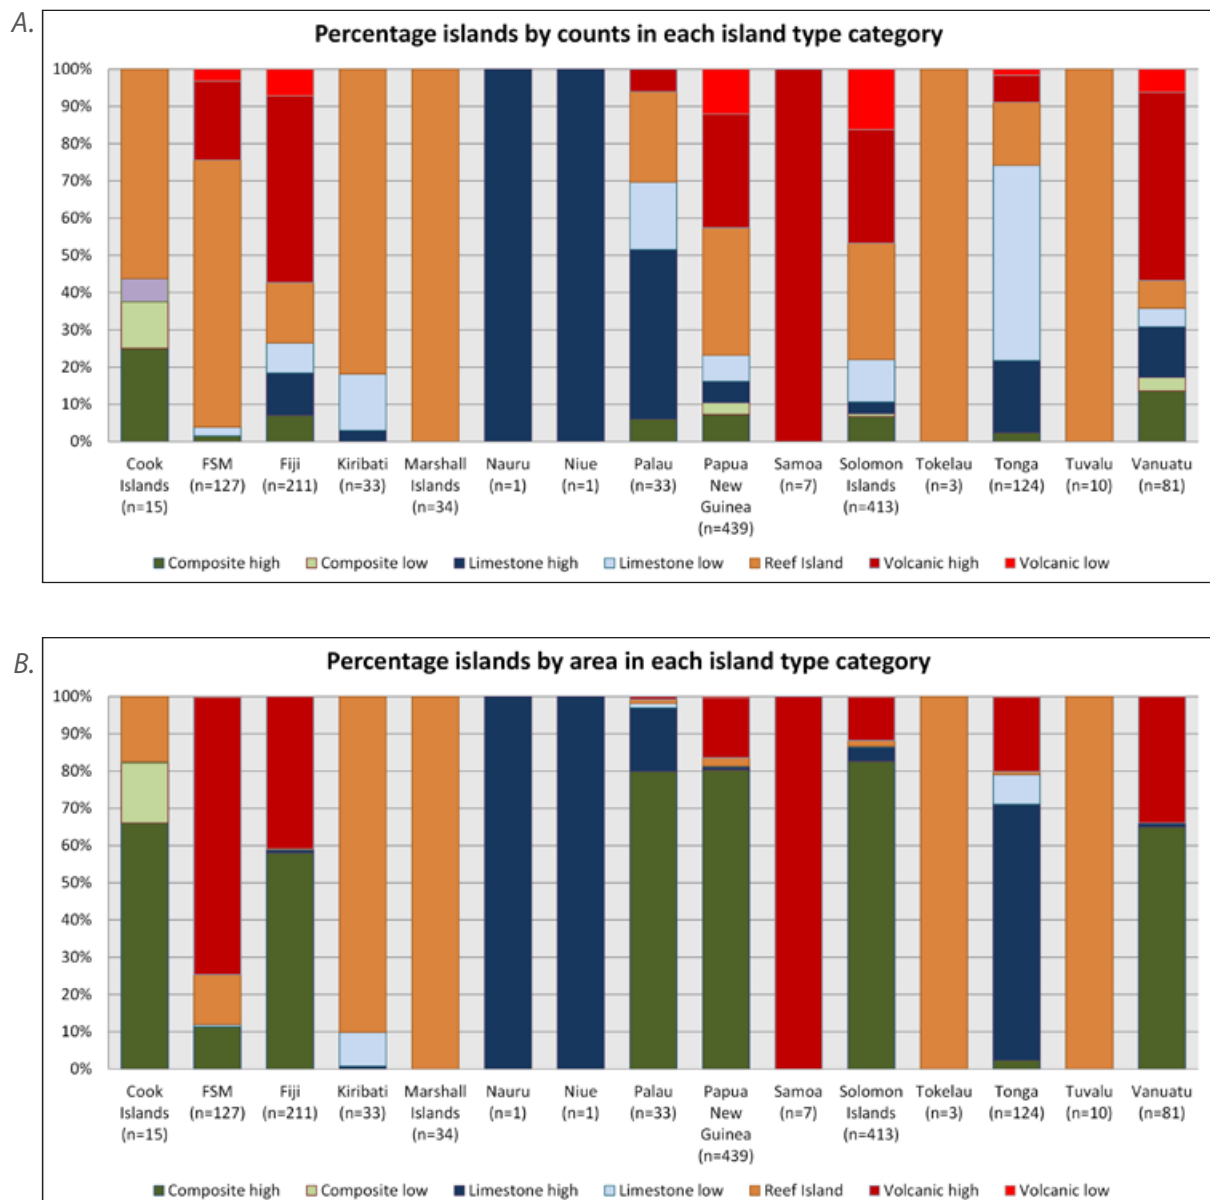 A.
Percentage islands by counts in each island type category
100%
90%
80%
70%
60%
50%
40%
30%
20%
10%
0%
Cook Islands (n=15)
FSM (n=127)
Fiji (n=211)
Kiribati (n=33)
Marshall Islands (n=34)
Nauru (n=1)
Niue (n=1)
Palau (n=33)
Papua New Guinea (n=439)
Samoa (n=7)
Solomon Islands (n=413)
Tokelau (n=3)
Tonga (n=124)
Tuvalu (n=10)
Vanuatu (n=81)
Composite high Composite low Limestone high Limestone low Reef Island Volcanic high Volcanic low
B.
Percentage islands by area in each island type category
100%
90%
80%
70%
60%
50%
40%
30%
20%
10%
0%
Cook Islands (n=15)
FSM (n=127)
Fiji (n=211)
Kiribati (n=33)
Marshall Islands (n=34)
Nauru (n=1)
Niue (n=1)
Palau (n=33)
Papua New Guinea (n=439)
Samoa (n=7)
Solomon Islands (n=413)
Tokelau (n=3)
Tonga (n=124)
Tuvalu (n=10)
Vanuatu (n=81)
Composite high Composite low Limestone high Limestone low Reef Island Volcanic high Volcanic low